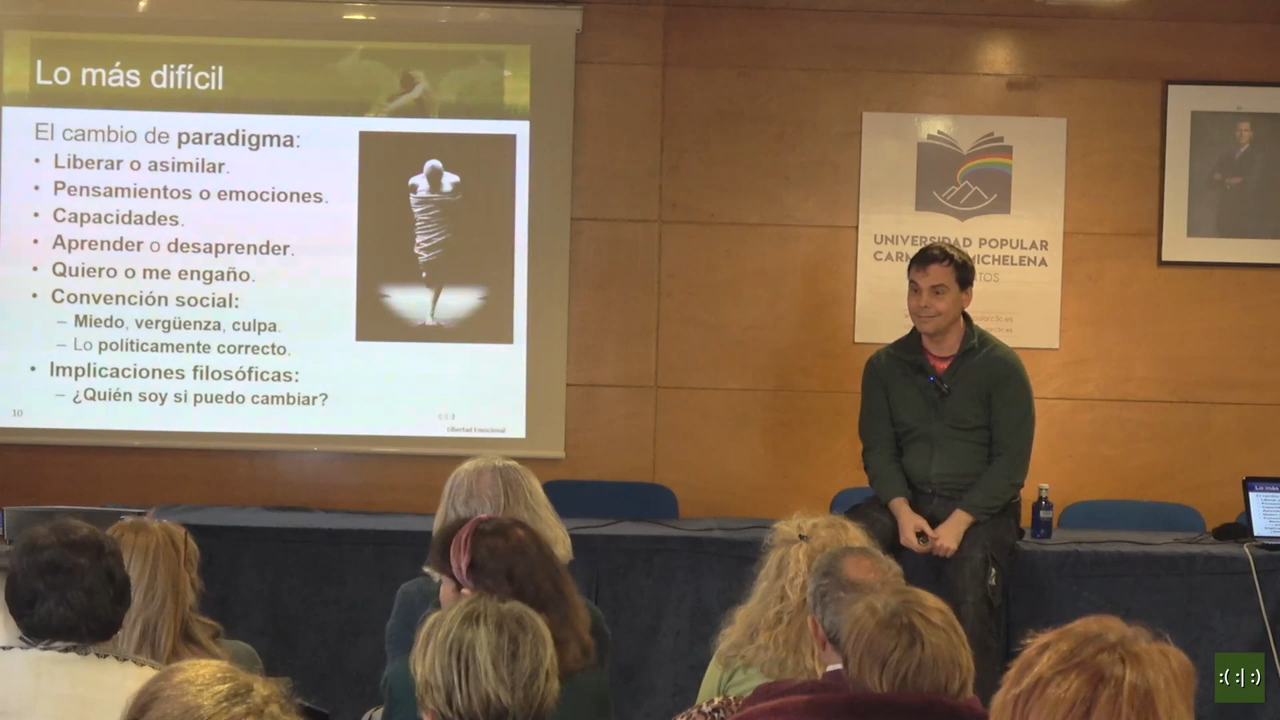 Lo más difícil
El cambio de paradigma:
• Liberar o asimilar.
• Pensamientos o emociones.
• Capacidades.
• Aprender o desaprender.
• Quiero o me engaño.
• Convención social:
– Miedo, vergüenza, culpa.
– Lo políticamente correcto.
• Implicaciones filosóficas:
– ¿Quién soy si puedo cambiar?
10
Libertad Emocional
UNIVERSIDAD POPULAR
MICHELENA
Lo más
:( :| :)